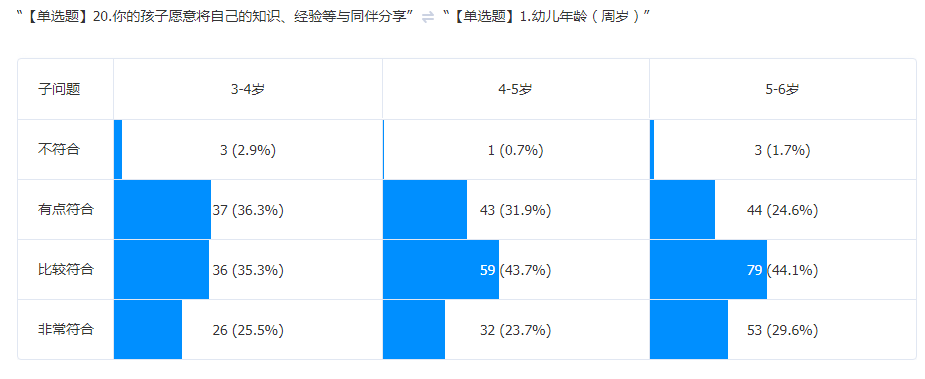 “【单选题】20.你的孩子愿意将自己的知识、经验等与同伴分享” ⇌ “【单选题】1.幼儿年龄（周岁）”
子问题 3-4岁 4-5岁 5-6岁
不符合 3 (2.9%) 1 (0.7%) 3 (1.7%)
有点符合 37 (36.3%) 43 (31.9%) 44 (24.6%)
比较符合 36 (35.3%) 59 (43.7%) 79 (44.1%)
非常符合 26 (25.5%) 32 (23.7%) 53 (29.6%)